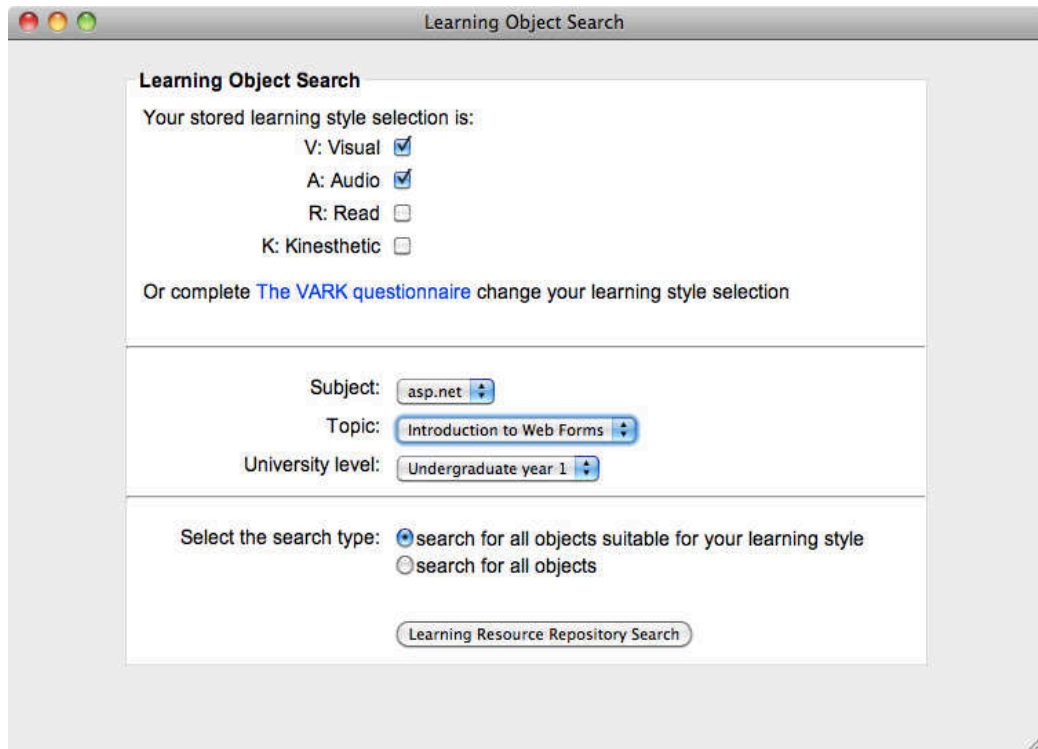 Learning Object Search
Learning Object Search
Your stored learning style selection is:
V: Visual
A: Audio
R: Read
K: Kinesthetic
Or complete The VARK questionnaire change your learning style selection
Subject: asp.net
Topic: Introduction to Web Forms
University level: Undergraduate year 1
Select the search type: search for all objects suitable for your learning style
search for all objects
Learning Resource Repository Search